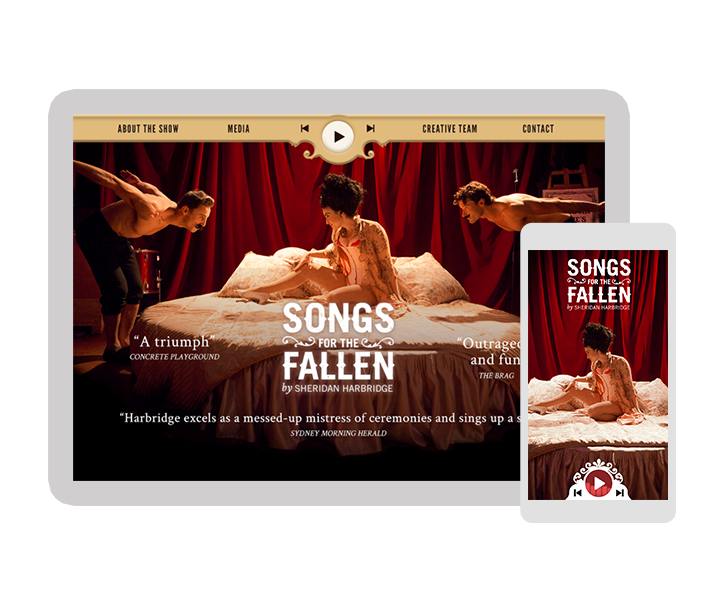 ABOUT THE SHOW MEDIA CREATIVE TEAM CONTACT
SONGS
FOR THE
FALLEN
by SHERIDAN HARBRIDGE
"A triumph"
CONCRETE PLAYGROUND
"Outraged
and fun
THE BRAG
"Harbridge excels as a messed-up mistress of ceremonies and sings up a s
SYDNEY MORNING HERALD
SONGS
FOR THE
FALLEN
by SHERIDAN HARBRIDGE